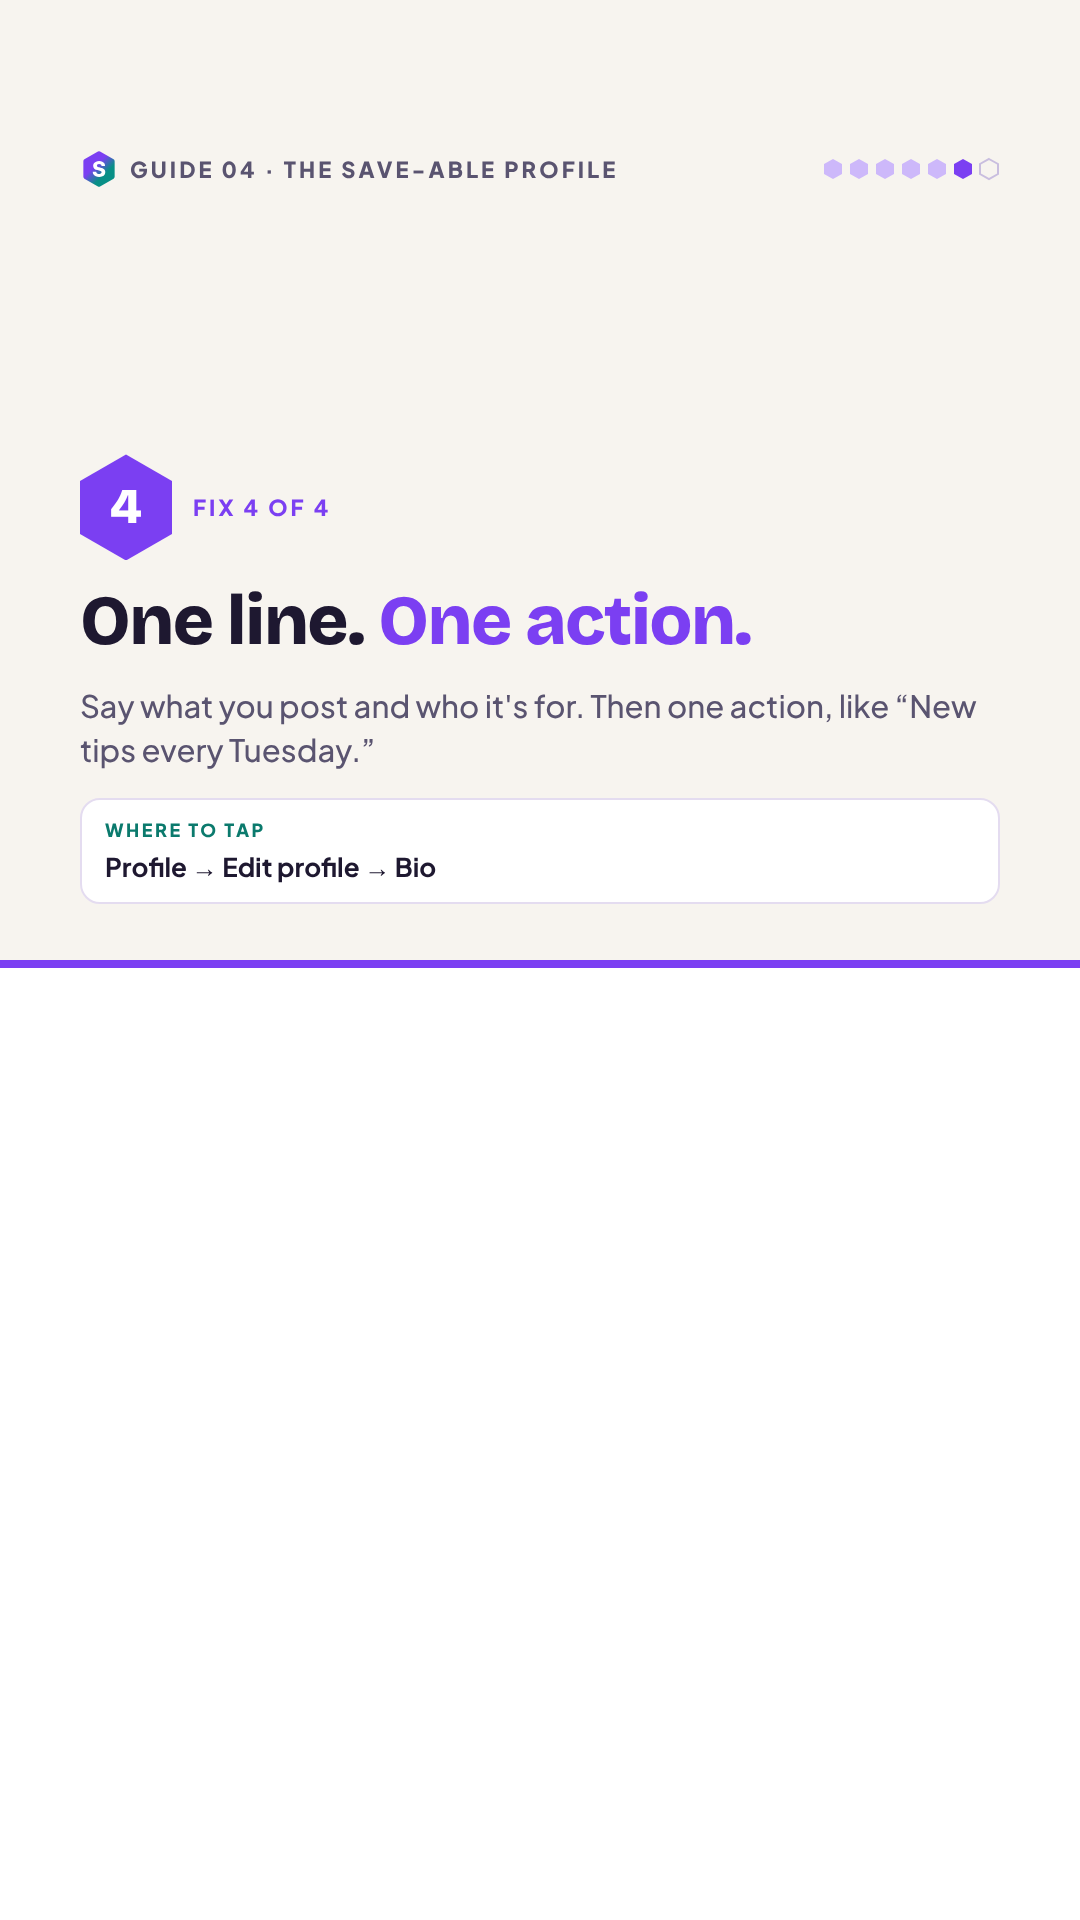 S GUIDE 04 · THE SAVE-ABLE PROFILE
4 FIX 4 OF 4
One line. One action.
Say what you post and who it's for. Then one action, like “New
tips every Tuesday.”
WHERE TO TAP
Profile → Edit profile → Bio